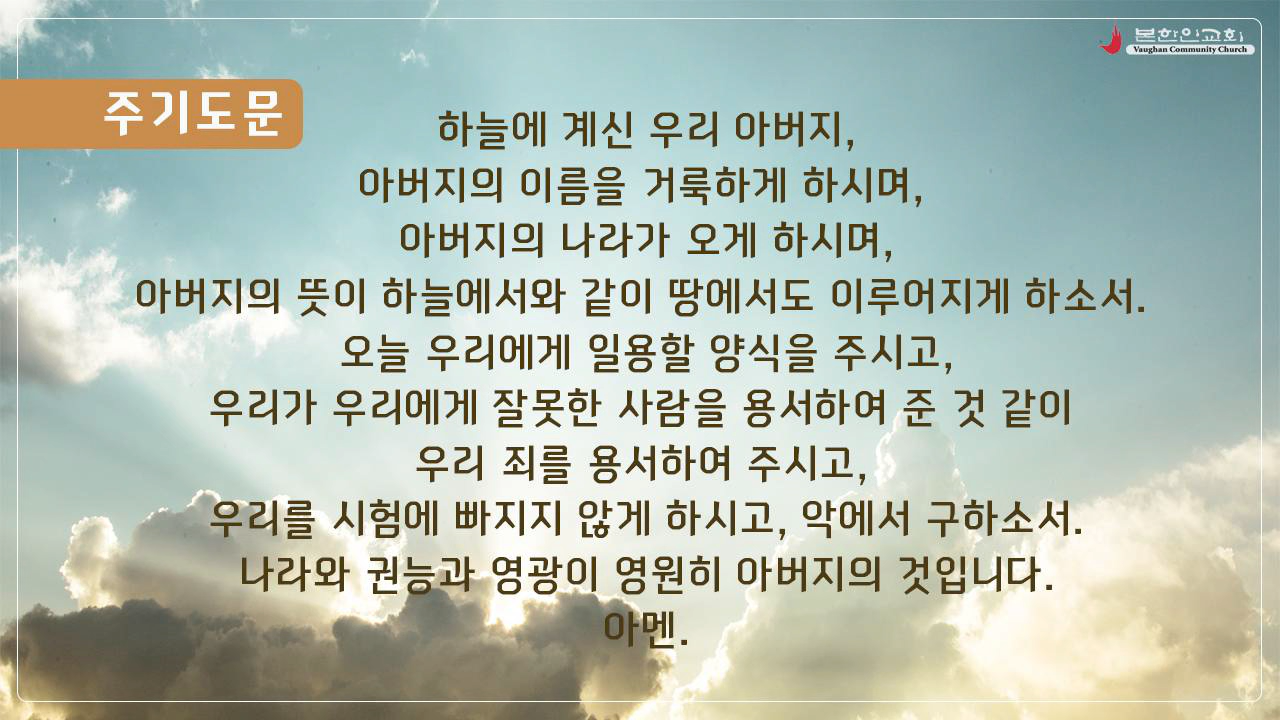 본한인교회
Vaughan Community Church
주기도문
하늘에 계신 우리 아버지,
아버지의 이름을 거룩하게 하시며,
아버지의 나라가 오게 하시며,
아버지의 뜻이 하늘에서와 같이 땅에서도 이루어지게 하소서.
오늘 우리에게 일용할 양식을 주시고,
우리가 우리에게 잘못한 사람을 용서하여 준 것 같이
우리 죄를 용서하여 주시고,
우리를 시험에 빠지지 않게 하시고, 악에서 구하소서.
나라와 권능과 영광이 영원히 아버지의 것입니다.
아멘.